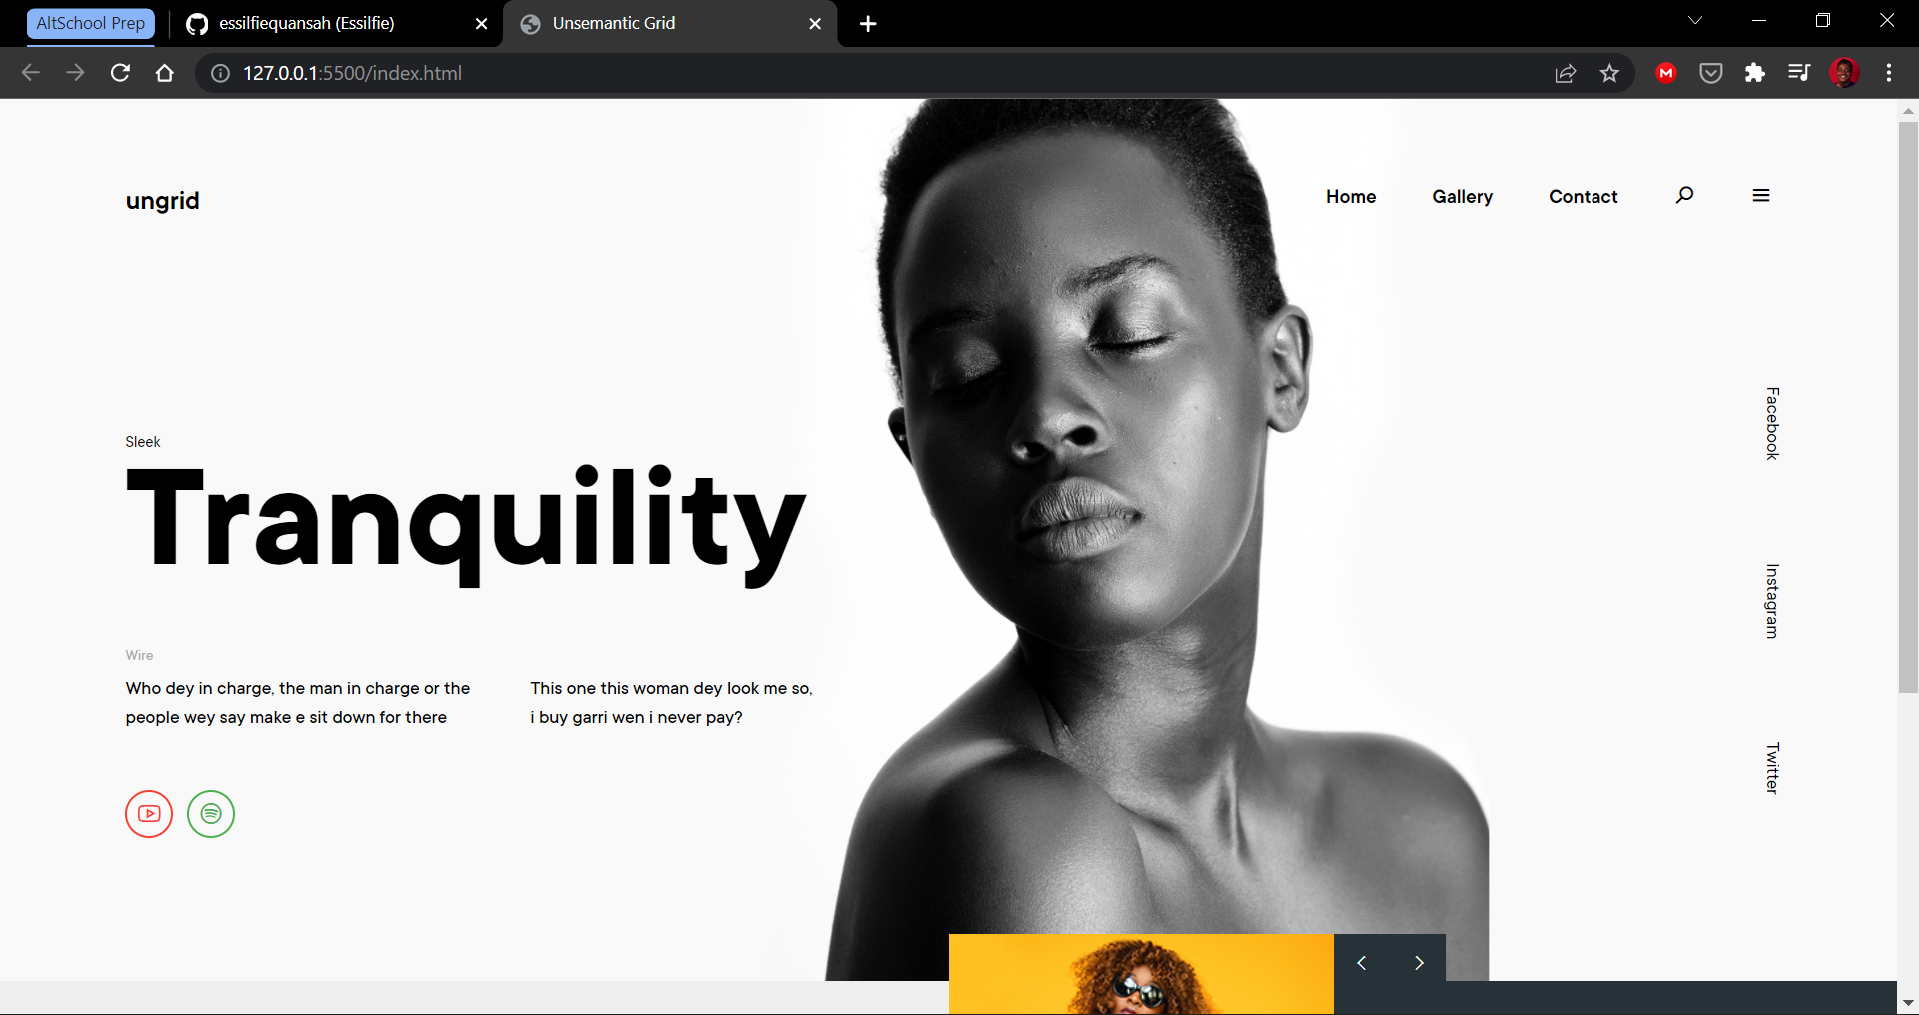 AltSchool Prep
essilfiequansah (Essilfie)
Unsemantic Grid
127.0.0.1:5500/index.html
ungrid
Home
Gallery
Contact
Facebook
Instagram
Twitter
Sleek
Tranquility
Wire
Who dey in charge, the man in charge or the
people wey say make e sit down for there
This one this woman dey look me so,
i buy garri wen i never pay?